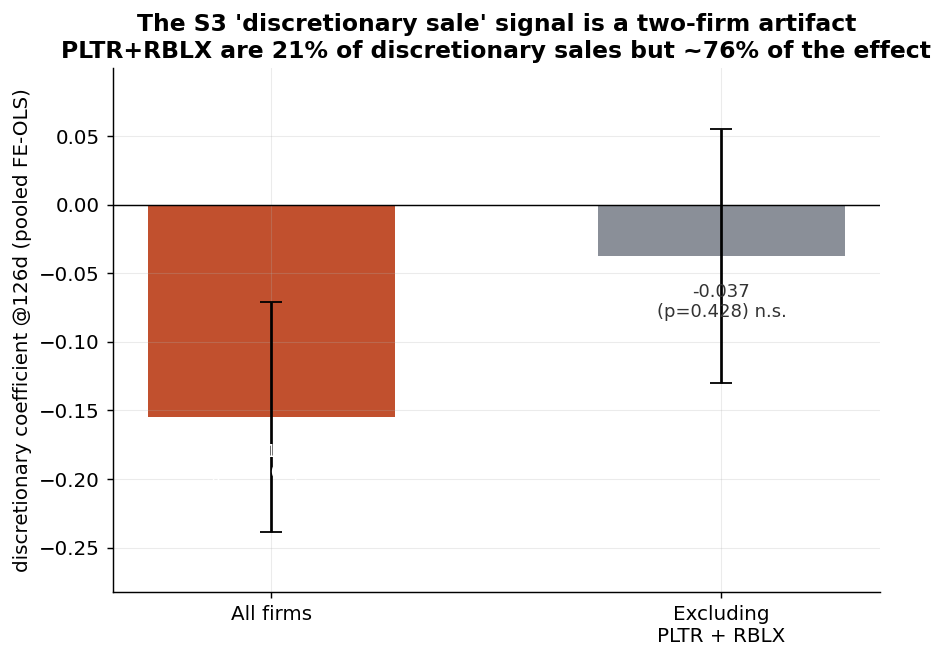 The S3 'discretionary sale' signal is a two-firm artifact
PLTR+RBLX are 21% of discretionary sales but ~76% of the effect
discretionary coefficient @126d (pooled FE-OLS)
0.05
0.00
−0.05
−0.10
−0.15
−0.20
−0.25
-0.037
(p=0.428) n.s.
All firms
Excluding
PLTR + RBLX